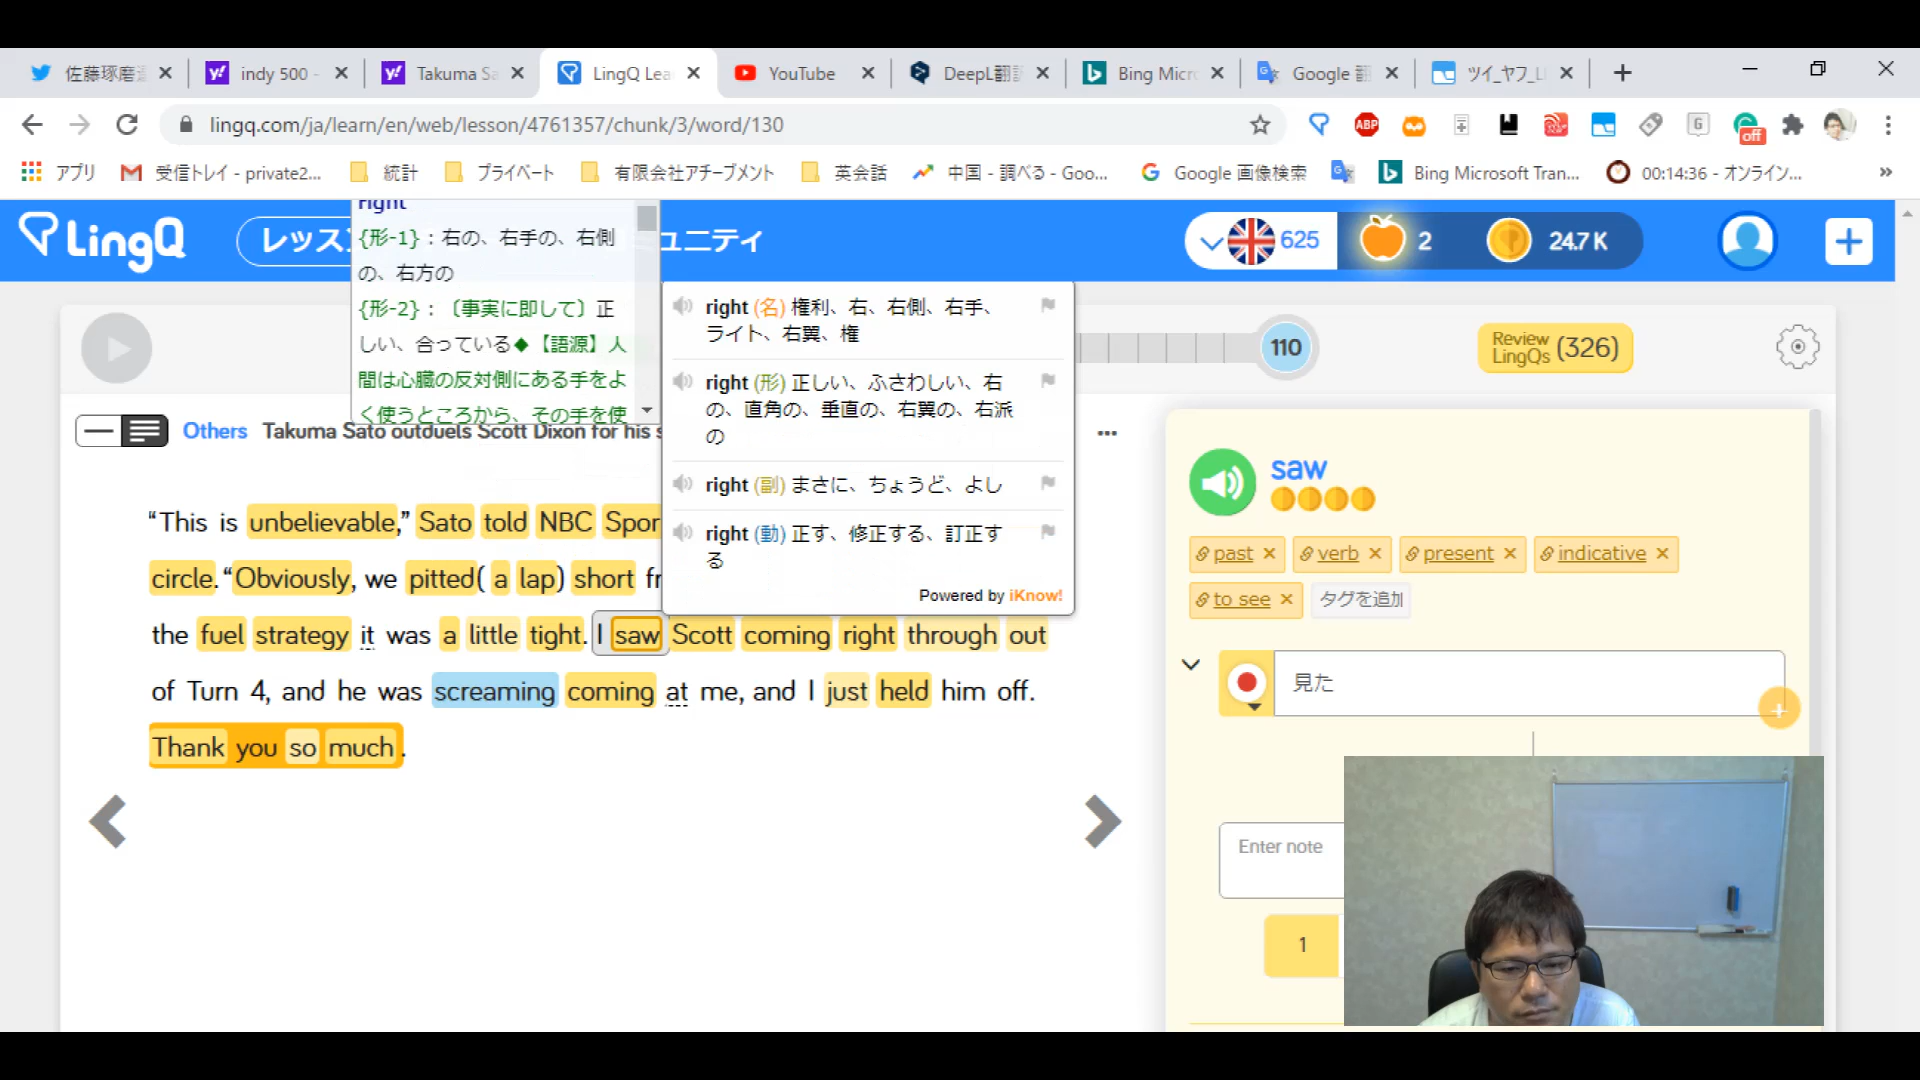 佐藤琢磨
indy 500 -
Takuma Sa
LingQ Lea
YouTube
DeepL翻訳
Bing Micr
Google 翻
ツイ_ヤフ_L
lingq.com/ja/learn/en/web/lesson/4761357/chunk/3/word/130
ABP
G
off
アプリ
受信トレイ - private2...
統計
プライベート
有限会社アチーブメント
英会話
中国 - 調べる - Goo...
Google 画像検索
Bing Microsoft Tran...
00:14:36 - オンライン...
»
LingQ
レッス
right
{形-1}：右の、右手の、右側
の、右方の
{形-2}：〔事実に即して〕正
しい、合っている◆【語源】人
間は心臓の反対側にある手をよ
く使うところから、その手を使
ュニティ
625
2
24.7 K
right (名) 権利、右、右側、右手、
ライト、右翼、権
right (形) 正しい、ふさわしい、右
の、直角の、垂直の、右翼の、右派
の
right (副) まさに、ちょうど、よし
right (動) 正す、修正する、訂正す
る
Powered by iKnow!
110
Review
LingQs (326)
Others Takuma Sato outduels Scott Dixon for his s
...
“This is unbelievable,” Sato told NBC Spor
circle. “Obviously, we pitted( a lap) short fr
the fuel strategy it was a little tight. I saw Scott coming right through out
of Turn 4, and he was screaming coming at me, and I just held him off.
Thank you so much.
saw
past ×
verb ×
present ×
indicative ×
to see ×
タグを追加
見た
Enter note
1